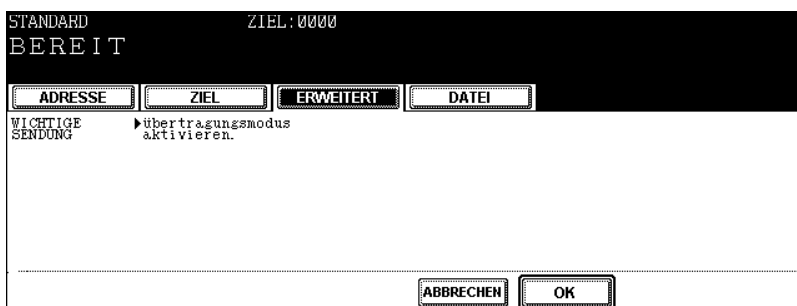 STANDARD ZIEL:0000
BEREIT
ADRESSE ZIEL ERWEITERT DATEI
WICHTIGE ▶übertragungsmodus
SENDUNG aktivieren.
ABBRECHEN OK